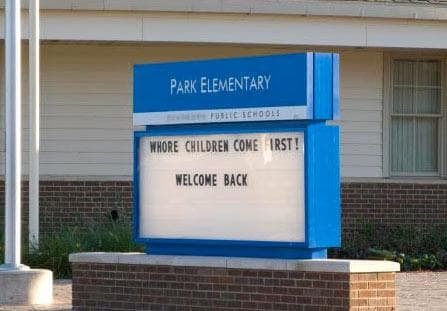 PARK ELEMENTARY
PUBLIC SCHOOLS
WHORE CHILDREN COME FIRST!
WELCOME BACK